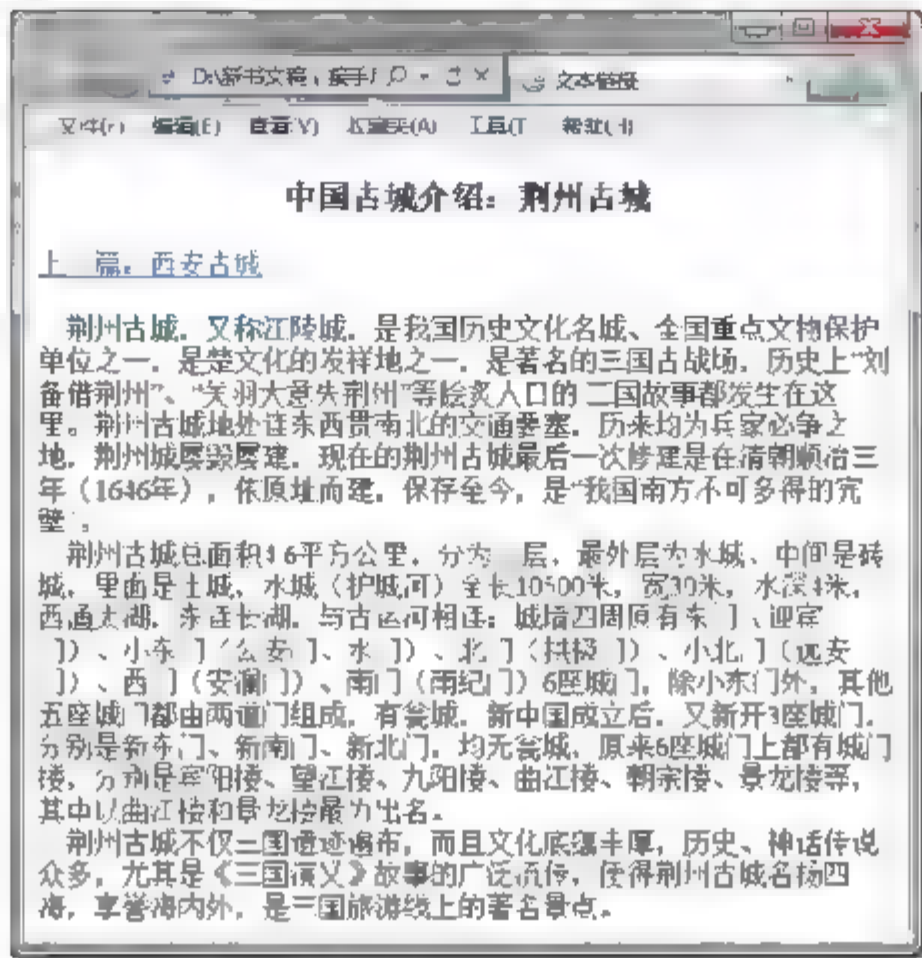 D:\新书文稿
文本链接
文件(F) 编辑(E) 查看(V) 收藏夹(A) 工具(T 帮助(H)
中国古城介绍：荆州古城
上 篇：西安古城
荆州古城，又称江陵城，是我国历史文化名城、全国重点文物保护
单位之一，是楚文化的发祥地之一，是著名的三国古战场，历史上“刘
备借荆州”、“关羽大意失荆州”等脍炙人口的三国故事都发生在这
里。荆州古城地处连东西贯南北的交通要塞，历来均为兵家必争之
地，荆州城屡毁屡建，现在的荆州古城最后一次修建是在清朝顺治三
年（1646年），依原址而建，保存至今，是“我国南方不可多得的完
璧”。
荆州古城总面积4.6平方公里，分为 层，最外层为水城、中间是砖
城，里面是土城，水城（护城河）全长10500米，宽30米，水深4米，
西通太湖，东连长湖，与古运河相连；城墙四周原有东门、迎宾
门）、小东门（公安门、水门）、北门（拱极门）、小北门（远安
门）、西门（安澜门）、南门（南纪门）6座城门，除小东门外，其他
五座城门都由两道门组成，有瓮城，新中国成立后，又新开3座城门，
分别是新东门、新南门、新北门，均无瓮城，原来6座城门上都有城门
楼，分别是宾阳楼、望江楼、九阳楼、曲江楼、朝宗楼、景龙楼等，
其中以曲江楼和景龙楼最为出名。
荆州古城不仅三国遗迹遍布，而且文化底蕴丰厚，历史、神话传说
众多，尤其是《三国演义》故事的广泛流传，使得荆州古城名扬四
海，享誉海内外，是三国旅游线上的著名景点。